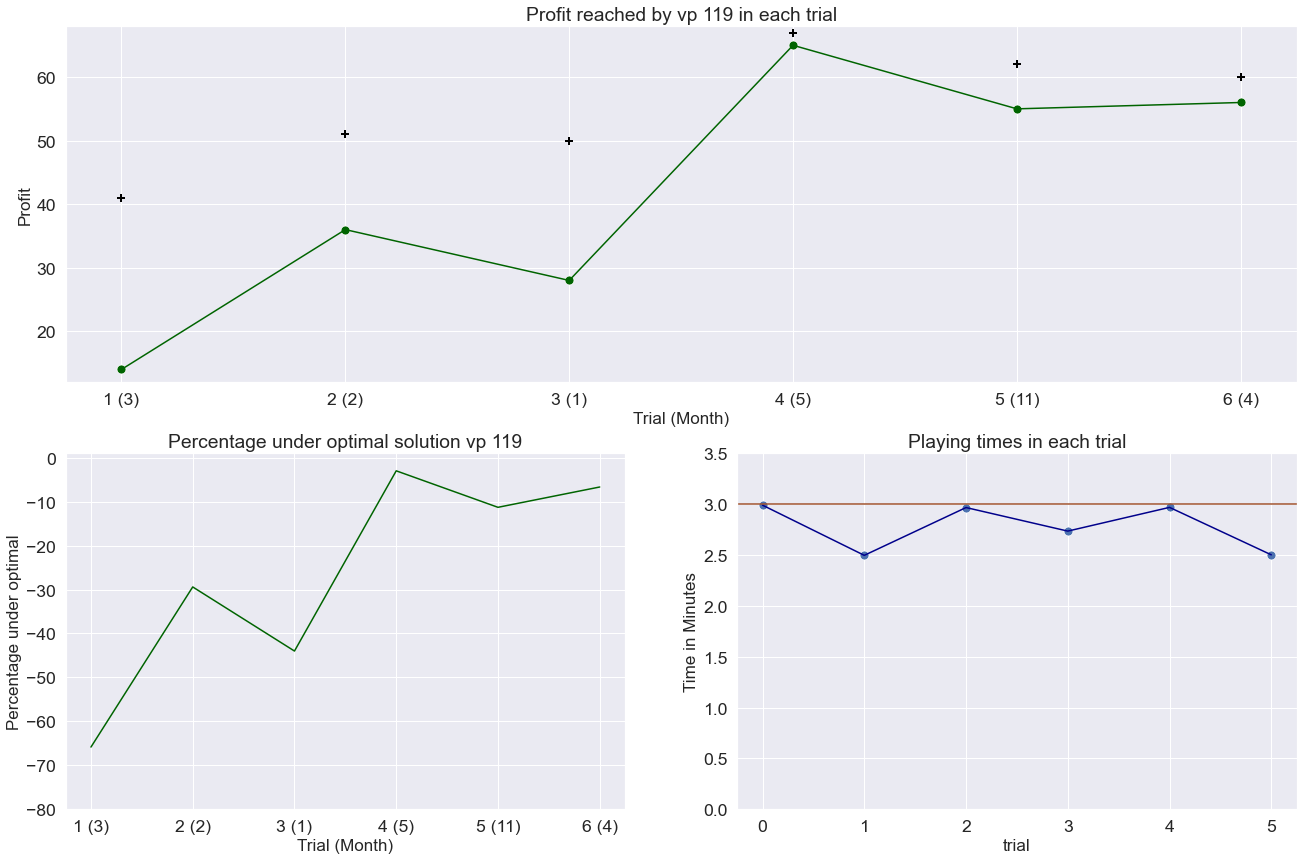 Profit reached by vp 119 in each trial
60
50
40
30
20
Profit
1 (3) 2 (2) 3 (1) 4 (5) 5 (11) 6 (4)
Trial (Month)
Percentage under optimal solution vp 119
0
−10
−20
−30
−40
−50
−60
−70
−80
Percentage under optimal
1 (3) 2 (2) 3 (1) 4 (5) 5 (11) 6 (4)
Trial (Month)
Playing times in each trial
3.5
3.0
2.5
2.0
1.5
1.0
0.5
0.0
Time in Minutes
0 1 2 3 4 5
trial